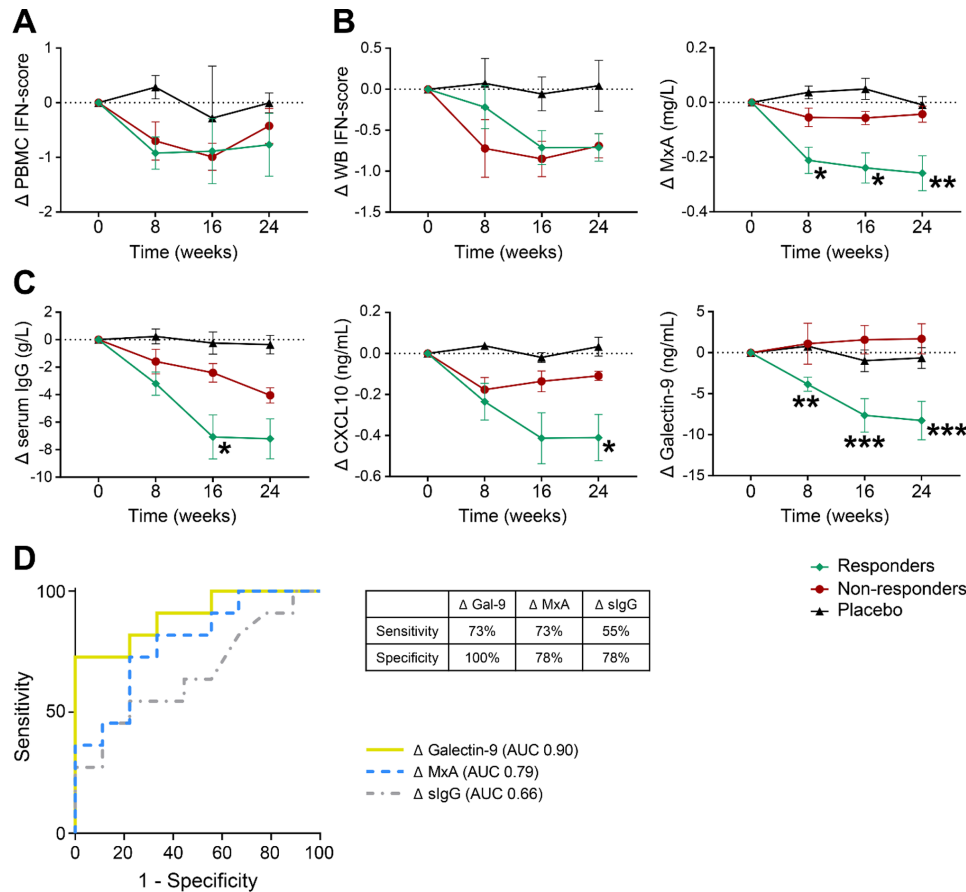 A
Δ PBMC IFN-score
1
0
-1
-2
0 8 16 24
Time (weeks)
B
Δ WB IFN-score
0.5
0.0
-0.5
-1.0
-1.5
0 8 16 24
Time (weeks)
Δ MxA (mg/L)
0.2
0.0
-0.2
-0.4
* * **
0 8 16 24
Time (weeks)
C
Δ serum IgG (g/L)
2
0
-2
-4
-6
-8
-10
*
0 8 16 24
Time (weeks)
Δ CXCL10 (ng/mL)
0.2
0.0
-0.2
-0.4
-0.6
*
0 8 16 24
Time (weeks)
Δ Galectin-9 (ng/mL)
5
0
-5
-10
-15
** *** ***
0 8 16 24
Time (weeks)
Responders
Non-responders
Placebo
D
Sensitivity
100
50
0
0 20 40 60 80 100
1 - Specificity
Δ Gal-9 Δ MxA Δ sIgG
Sensitivity 73% 73% 55%
Specificity 100% 78% 78%
Δ Galectin-9 (AUC 0.90)
Δ MxA (AUC 0.79)
Δ sIgG (AUC 0.66)